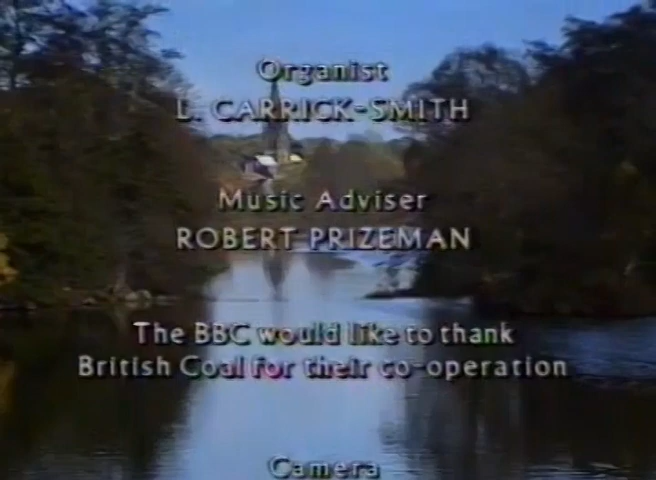 Organist
L. CARRICK-SMITH
Music Adviser
ROBERT PRIZEMAN
The BBC would like to thank
British Coal for their co-operation
Camera